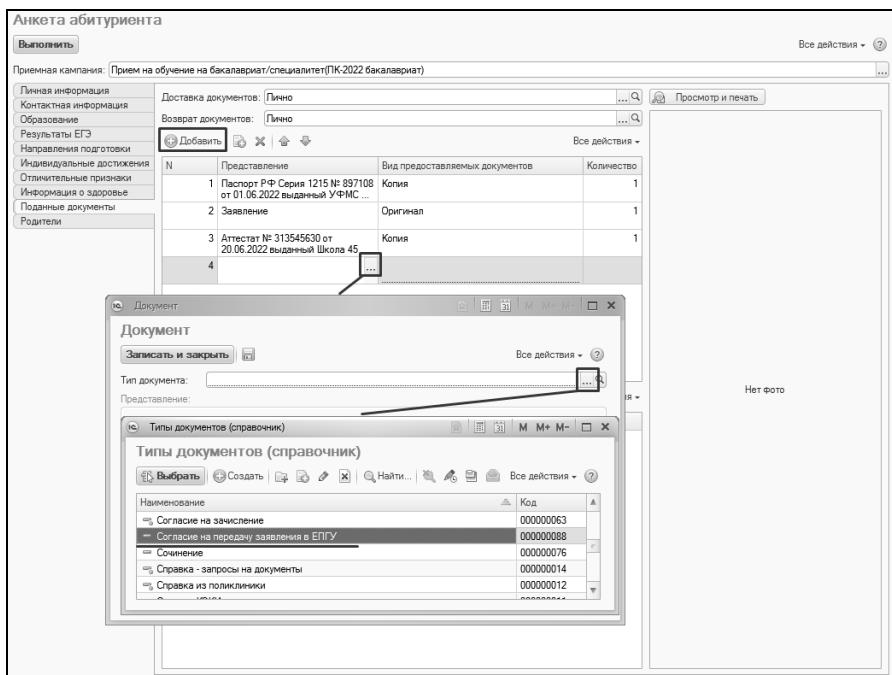 Анкета абитуриента
Выполнить
Все действия
Приемная кампания: Прием на обучение на бакалавриат/специалитет(ПК-2022 бакалавриат)
Личная информация
Контактная информация
Образование
Результаты ЕГЭ
Направления подготовки
Индивидуальные достижения
Отличительные признаки
Информация о здоровье
Поданные документы
Родители
Доставка документов: Лично
Возврат документов: Лично
Добавить
Все действия
N Представление Вид предоставляемых документов Количество
1 Паспорт РФ Серия 1215 № 897108 Копия 1
от 01.06.2022 выданный УФМС ...
2 Заявление Оригинал 1
3 Аттестат № 313545630 от Копия 1
20.06.2022 выданный Школа 45
4 ...
Просмотр и печать
Нет фото
Документ
M M+ M-
Документ
Записать и закрыть
Все действия
Тип документа:
Представление:
ия
Типы документов (справочник)
M M+ M-
Типы документов (справочник)
Выбрать Создать Найти... Все действия
Наименование Код
Согласие на зачисление 000000063
Согласие на передачу заявления в ЕПГУ 000000088
Сочинение 000000076
Справка - запросы на документы 000000014
Справка из поликлиники 000000012